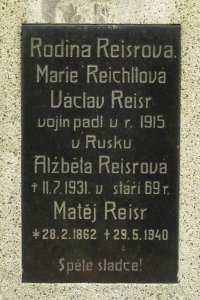 Rodina Reisrova.
Marie Reichltová
Václav Reisr
vojín padl v r. 1915
v Rusku
Alžběta Reisrová
† 11.7.1931. v stáří 69 r.
Matěj Reisr
* 28.2.1862 † 29.5.1940
Spěte sladce!